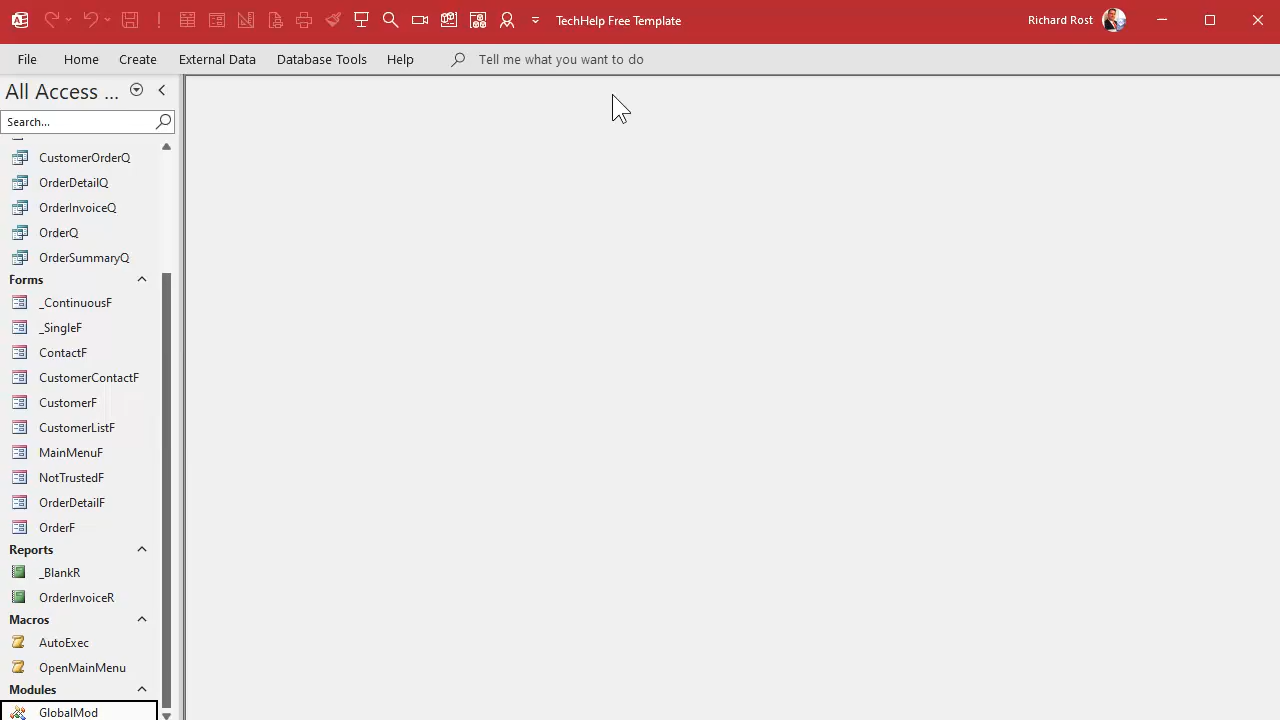 TechHelp Free Template
Richard Rost
File Home Create External Data Database Tools Help Tell me what you want to do
All Access ...
Search...
CustomerOrderQ
OrderDetailQ
OrderInvoiceQ
OrderQ
OrderSummaryQ
Forms
_ContinuousF
_SingleF
ContactF
CustomerContactF
CustomerF
CustomerListF
MainMenuF
NotTrustedF
OrderDetailF
OrderF
Reports
_BlankR
OrderInvoiceR
Macros
AutoExec
OpenMainMenu
Modules
GlobalMod